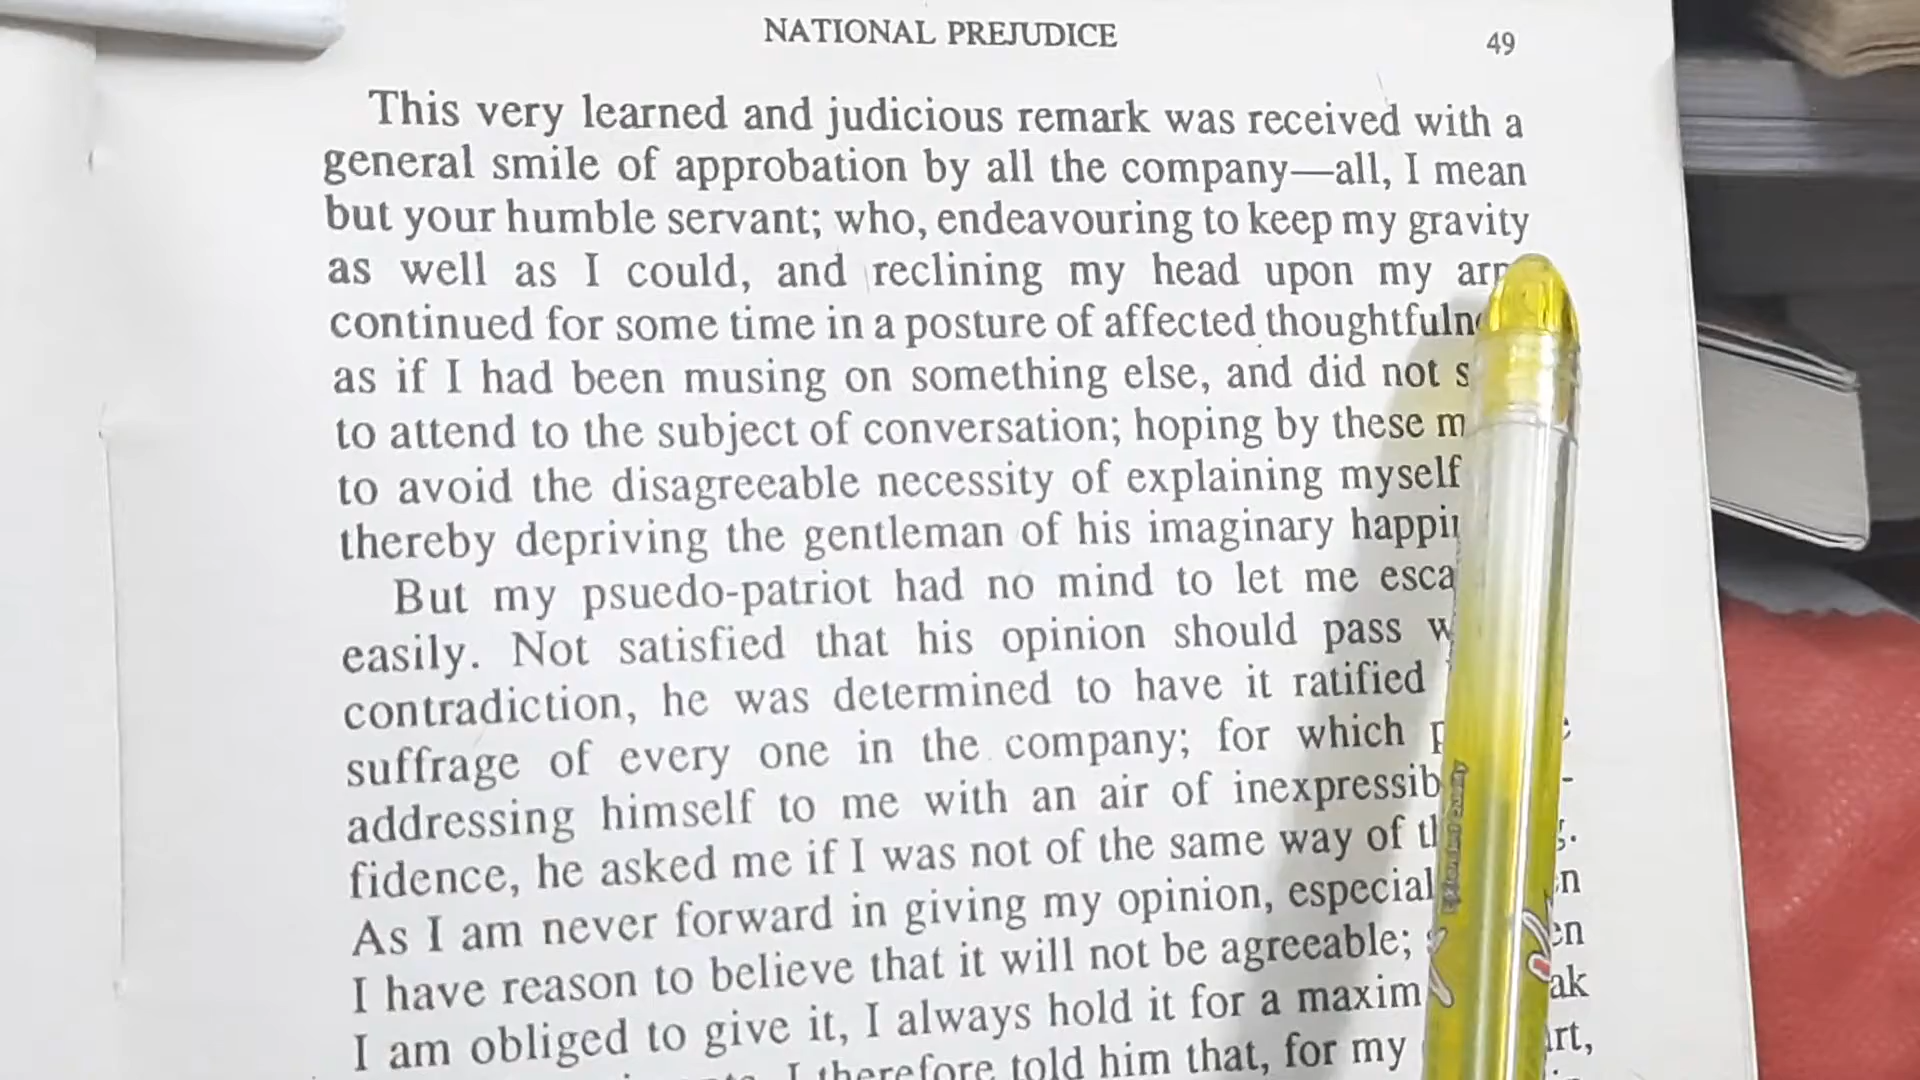 NATIONAL PREJUDICE
49
This very learned and judicious remark was received with a
general smile of approbation by all the company—all, I mean
but your humble servant; who, endeavouring to keep my gravity
as well as I could, and reclining my head upon my
continued for some time in a posture of affected
as if I had been musing on something else, and did not
to attend to the subject of conversation; hoping by these
to avoid the disagreeable necessity of explaining myself
thereby depriving the gentleman of his imaginary
But my psuedo-patriot had no mind to let me
easily. Not satisfied that his opinion should pass
contradiction, he was determined to have it ratified
suffrage of every one in the company; for which
addressing himself to me with an air of
fidence, he asked me if I was not of the same way of
As I am never forward in giving my opinion,
I have reason to believe that it will not be agreeable;
I am obliged to give it, I always hold it for a maxim
I therefore told him that, for my